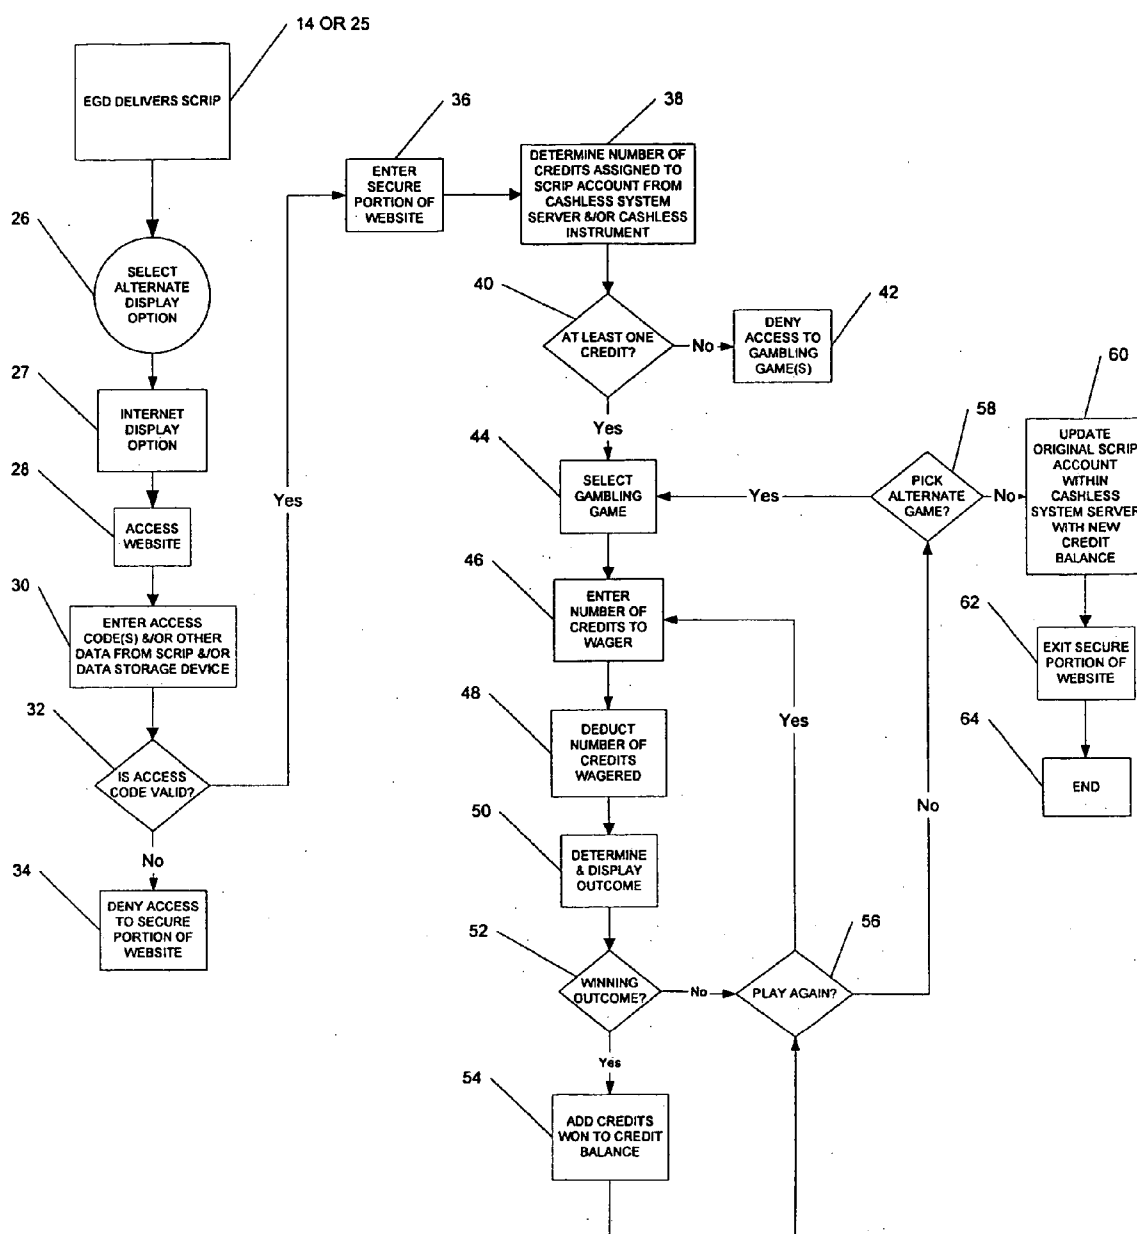 14 OR 25
EGD DELIVERS SCRIP
26
SELECT
ALTERNATE
DISPLAY
OPTION
27
INTERNET
DISPLAY
OPTION
28
ACCESS
WEBSITE
30
ENTER ACCESS
CODE(S) &/OR OTHER
DATA FROM SCRIP &/OR
DATA STORAGE DEVICE
32
IS ACCESS
CODE VALID?
Yes
No
34
DENY ACCESS
TO SECURE
PORTION OF
WEBSITE
36
ENTER
SECURE
PORTION OF
WEBSITE
38
DETERMINE NUMBER OF
CREDITS ASSIGNED TO
SCRIP ACCOUNT FROM
CASHLESS SYSTEM
SERVER &/OR CASHLESS
INSTRUMENT
40
AT LEAST ONE
CREDIT?
No
42
DENY
ACCESS TO
GAMBLING
GAME(S)
Yes
44
SELECT
GAMBLING
GAME
46
ENTER
NUMBER OF
CREDITS TO
WAGER
48
DEDUCT
NUMBER OF
CREDITS
WAGERED
50
DETERMINE
& DISPLAY
OUTCOME
52
WINNING
OUTCOME?
No
Yes
54
ADD CREDITS
WON TO CREDIT
BALANCE
56
PLAY AGAIN?
Yes
No
58
PICK
ALTERNATE
GAME?
Yes
No
60
UPDATE
ORIGINAL SCRIP
ACCOUNT
WITHIN
CASHLESS
SYSTEM SERVER
WITH NEW
CREDIT
BALANCE
62
EXIT SECURE
PORTION OF
WEBSITE
64
END